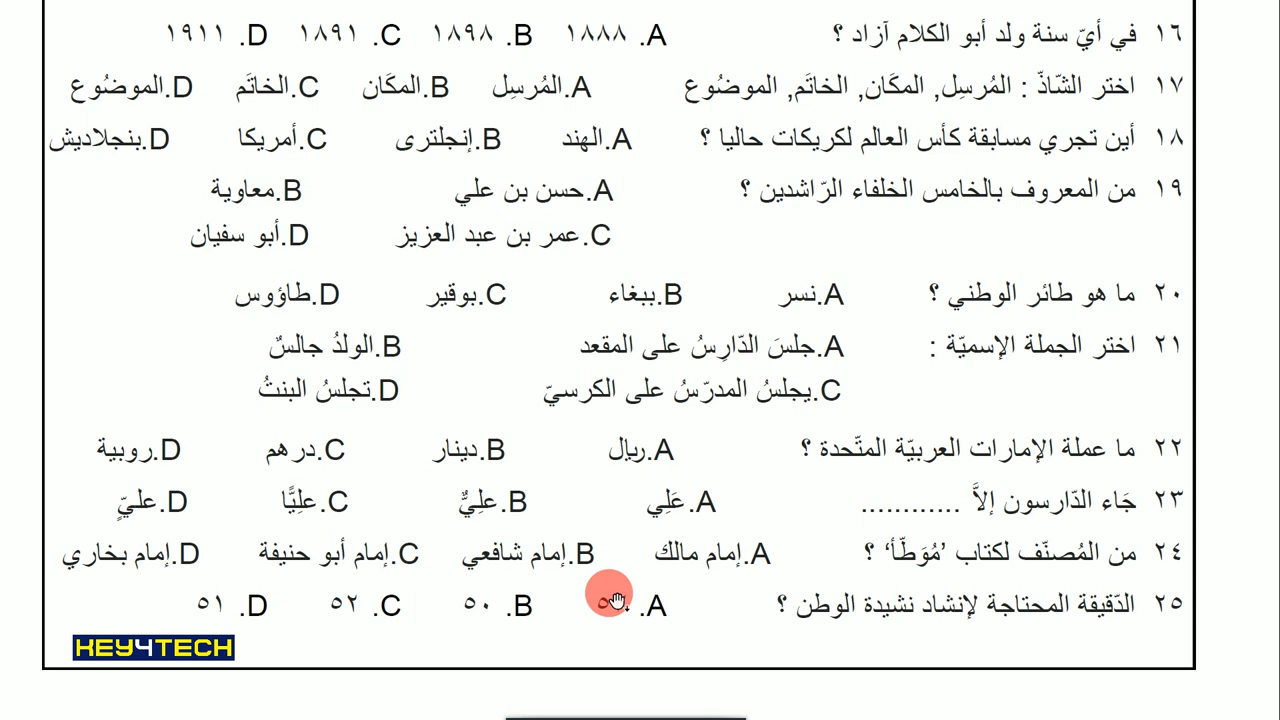 ١٦ في أيّ سنة ولد أبو الكلام آزاد ؟ A. ١٨٨٨ B. ١٨٩٨ C. ١٨٩١ D. ١٩١١
١٧ اختر الشّاذّ : المُرسِل, المكَان, الخاتَم, الموضُوع A.المُرسِل B.المكَان C.الخاتَم D.الموضُوع
١٨ أين تجري مسابقة كأس العالم لكريكات حاليا ؟ A.الهند B.إنجلترى C.أمريكا D.بنجلاديش
١٩ من المعروف بالخامس الخلفاء الرّاشدين ؟ A.حسن بن علي B.معاوية
C.عمر بن عبد العزيز D.أبو سفيان
٢٠ ما هو طائر الوطني ؟ A.نسر B.ببغاء C.بوقير D.طاؤوس
٢١ اختر الجملة الإسميّة : A.جلسَ الدّارِسُ على المقعد B.الولدُ جالسٌ
C.يجلسُ المدرّسُ على الكرسيّ D.تجلسُ البنتُ
٢٢ ما عملة الإمارات العربيّة المتّحدة ؟ A.ريال B.دينار C.درهم D.روبية
٢٣ جَاء الدّارسون إلاَّ ............ A.عَلِي B.علِيٌّ C.علِيًّا D.عليٍّ
٢٤ من المُصنّف لكتاب ’مُوَطّأ‘ ؟ A.إمام مالك B.إمام شافعي C.إمام أبو حنيفة D.إمام بخاري
٢٥ الدّقيقة المحتاجة لإنشاد نشيدة الوطن ؟ A. B. ٥٠ C. ٥٢ D. ٥١
KEY4TECH